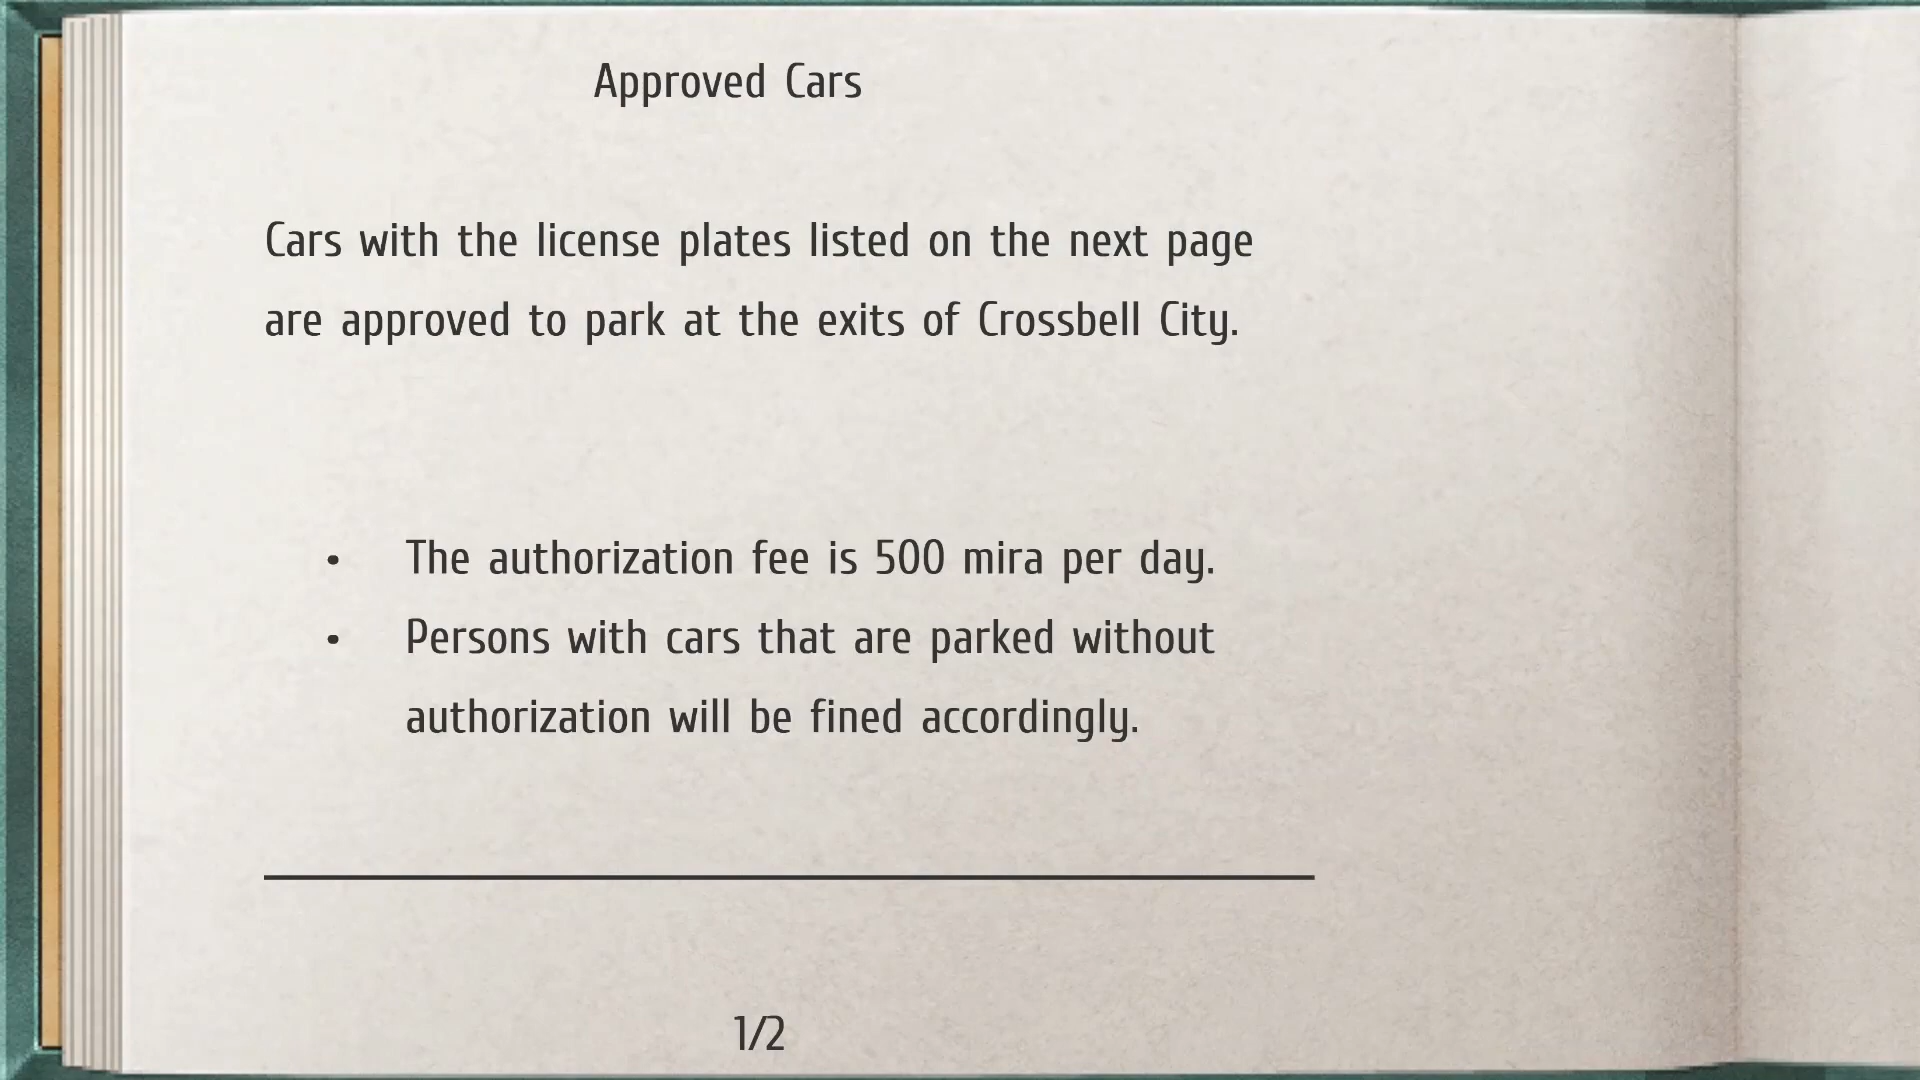 Approved Cars
Cars with the license plates listed on the next page
are approved to park at the exits of Crossbell City.
• The authorization fee is 500 mira per day.
• Persons with cars that are parked without
authorization will be fined accordingly.
1/2